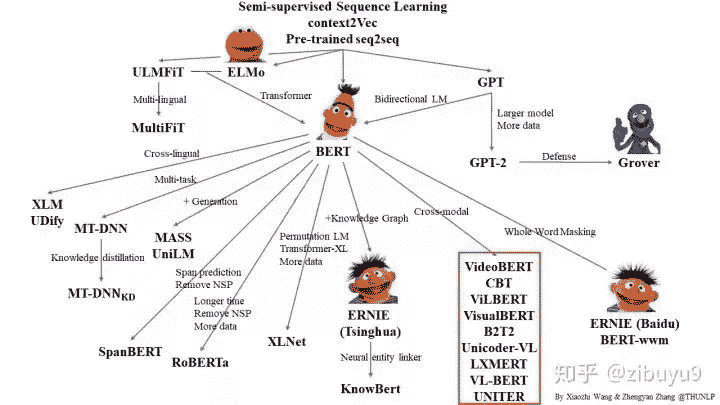 Semi-supervised Sequence Learning
context2Vec
Pre-trained seq2seq
ULMFiT
ELMo
GPT
Multi-lingual
Transformer
Bidirectional LM
Larger model
More data
MultiFiT
BERT
GPT-2
Defense
Grover
Cross-lingual
Multi-task
+ Generation
+Knowledge Graph
Cross-modal
Whole Word Masking
XLM
UDify
MT-DNN
MASS
UniLM
Permutation LM
Transformer-XL
More data
Knowledge distillation
Span prediction
Remove NSP
Longer time
Remove NSP
More data
MT-DNNKD
SpanBERT
RoBERTa
XLNet
ERNIE
(Tsinghua)
Neural entity linker
KnowBert
VideoBERT
CBT
ViLBERT
VisualBERT
B2T2
Unicoder-VL
LXMERT
VL-BERT
UNITER
ERNIE (Baidu)
BERT-wwm
知乎 @zibuyu9
By Xiaozhi Wang & Zhengyan Zhang @THUNLP